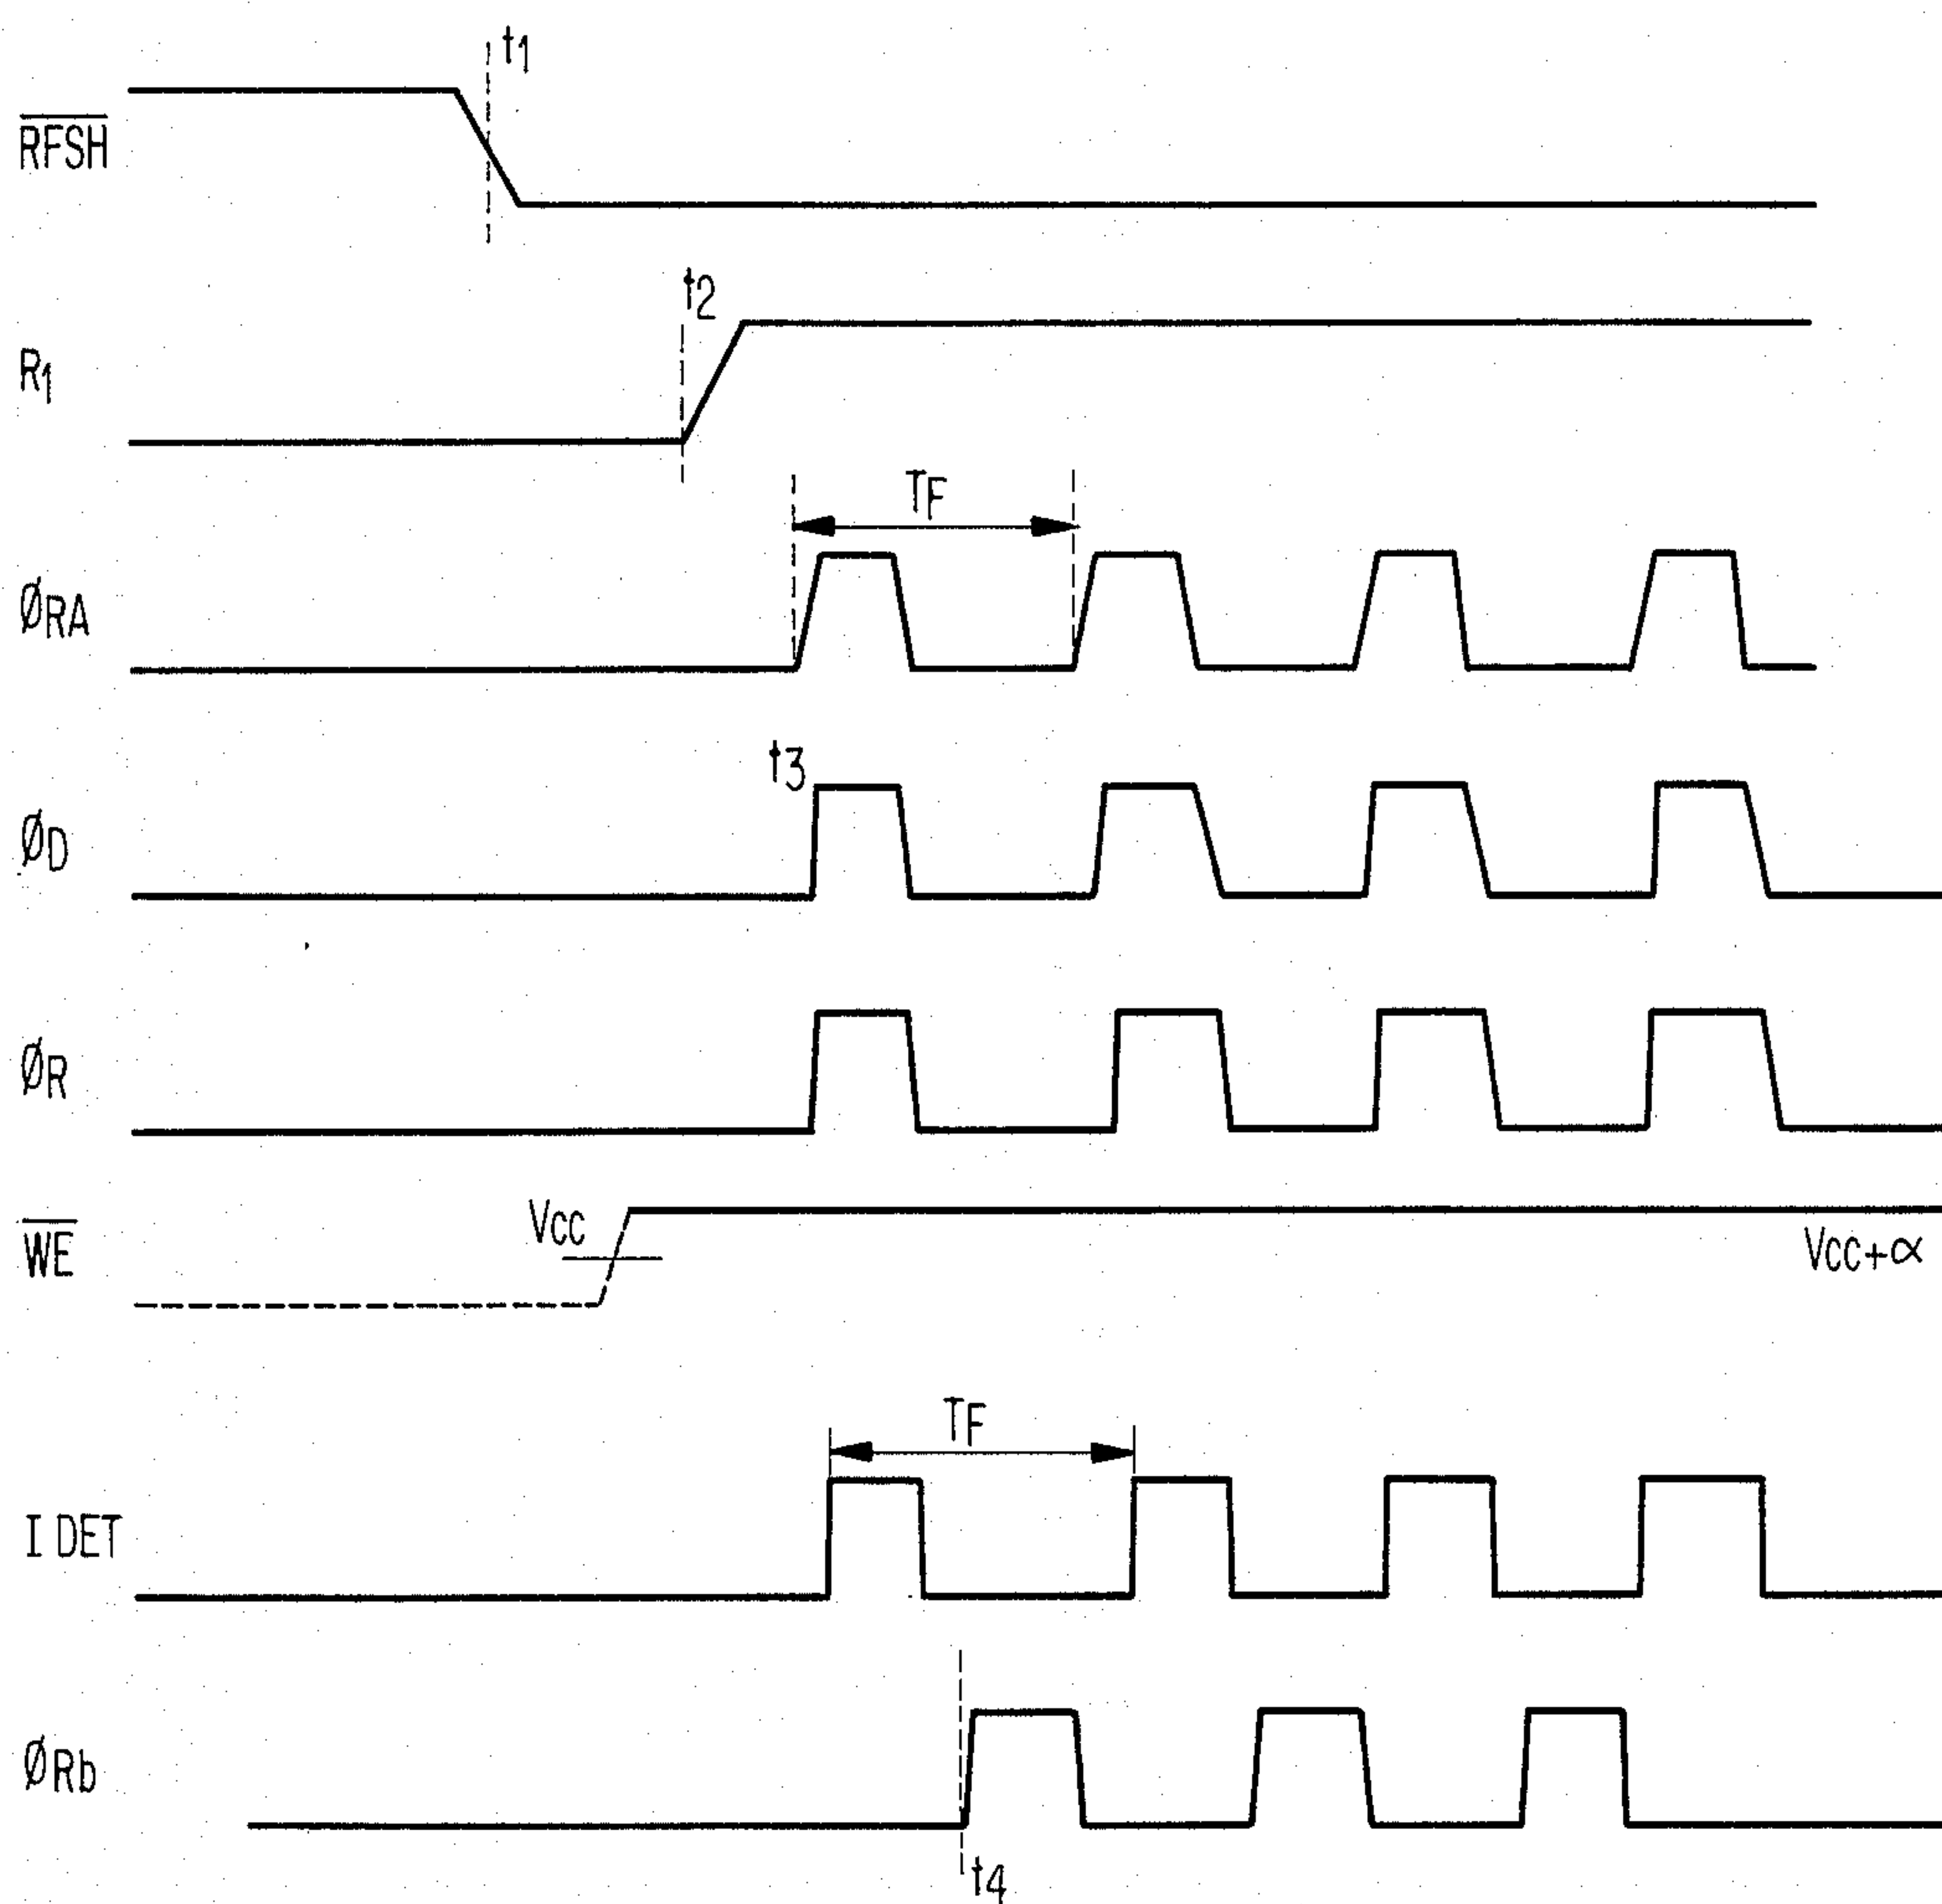 t1
RFSH
t2
R1
TF
ØRA
t3
ØD
ØR
VCC
WE
VCC+α
TF
I DET
ØRb
t4